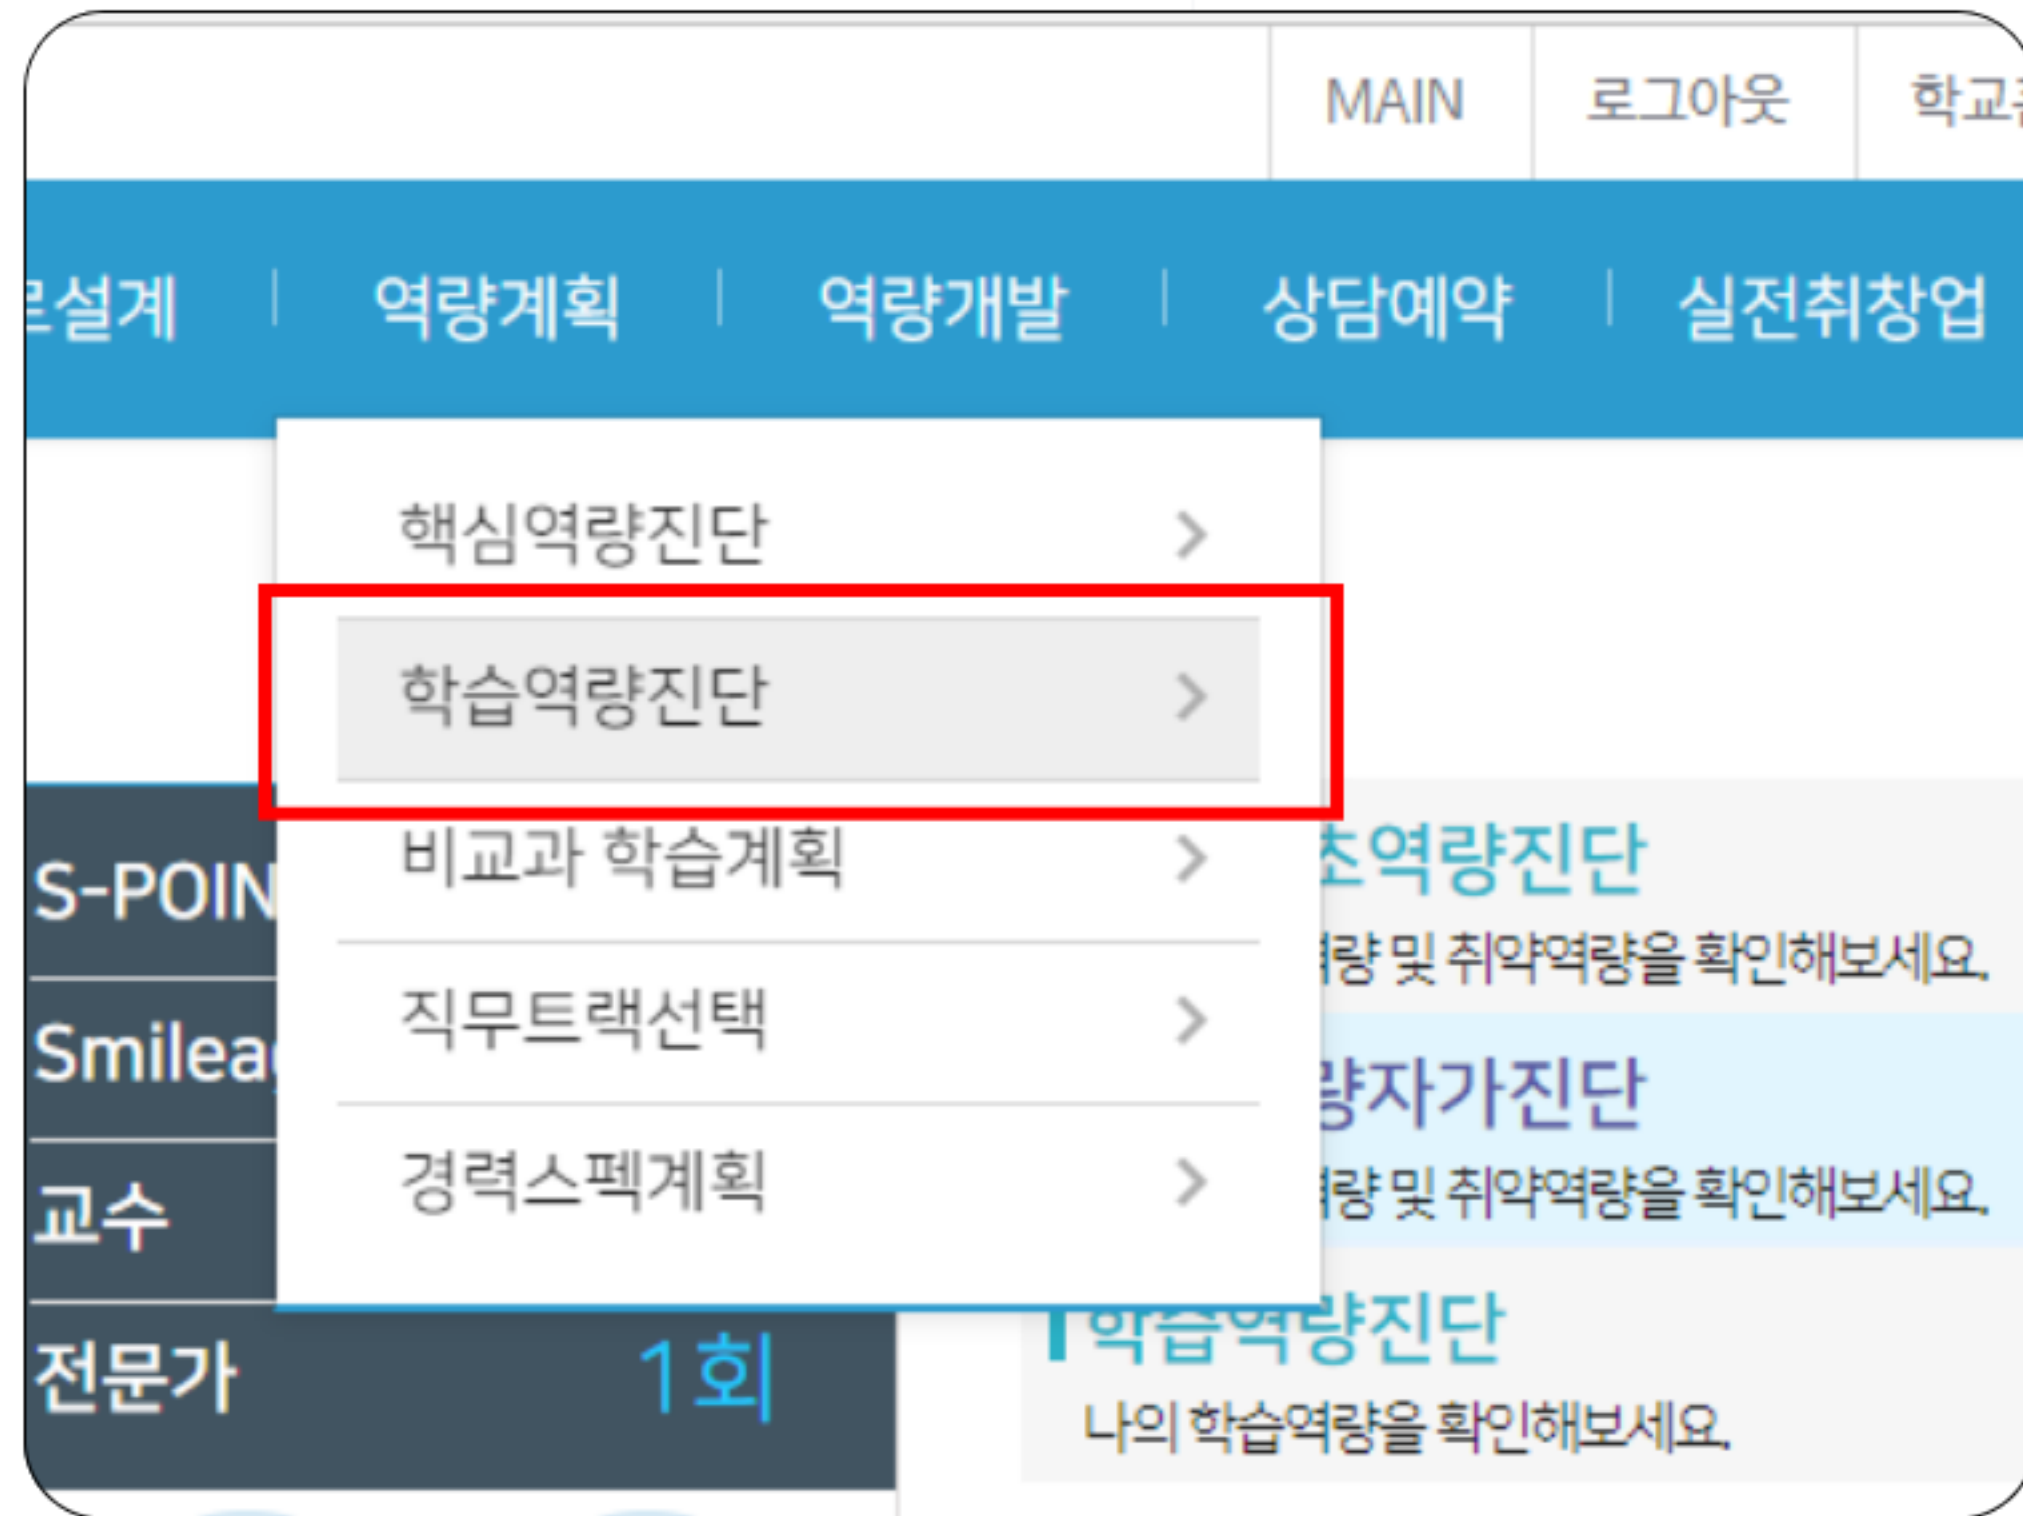 MAIN 로그아웃 학교
설계 역량계획 역량개발 상담예약 실전취창업
핵심역량진단
학습역량진단
비교과 학습계획
직무트랙선택
경력스펙계획
S-POIN
Smilea
교수
전문가 1회
초역량진단
량 및 취약역량을 확인해보세요.
량자가진단
량 및 취약역량을 확인해보세요.
학습역량진단
나의 학습역량을 확인해보세요.